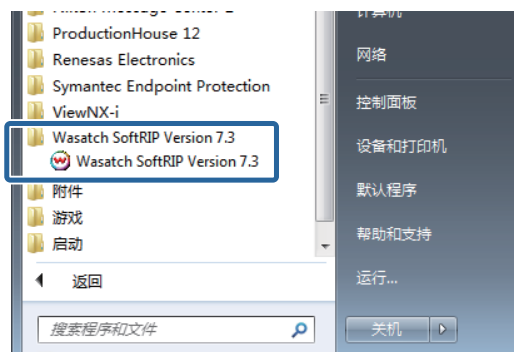 ProductionHouse 12
Renesas Electronics
Symantec Endpoint Protection
ViewNX-i
Wasatch SoftRIP Version 7.3
Wasatch SoftRIP Version 7.3
附件
游戏
启动
返回
搜索程序和文件
网络
控制面板
设备和打印机
默认程序
帮助和支持
运行...
关机